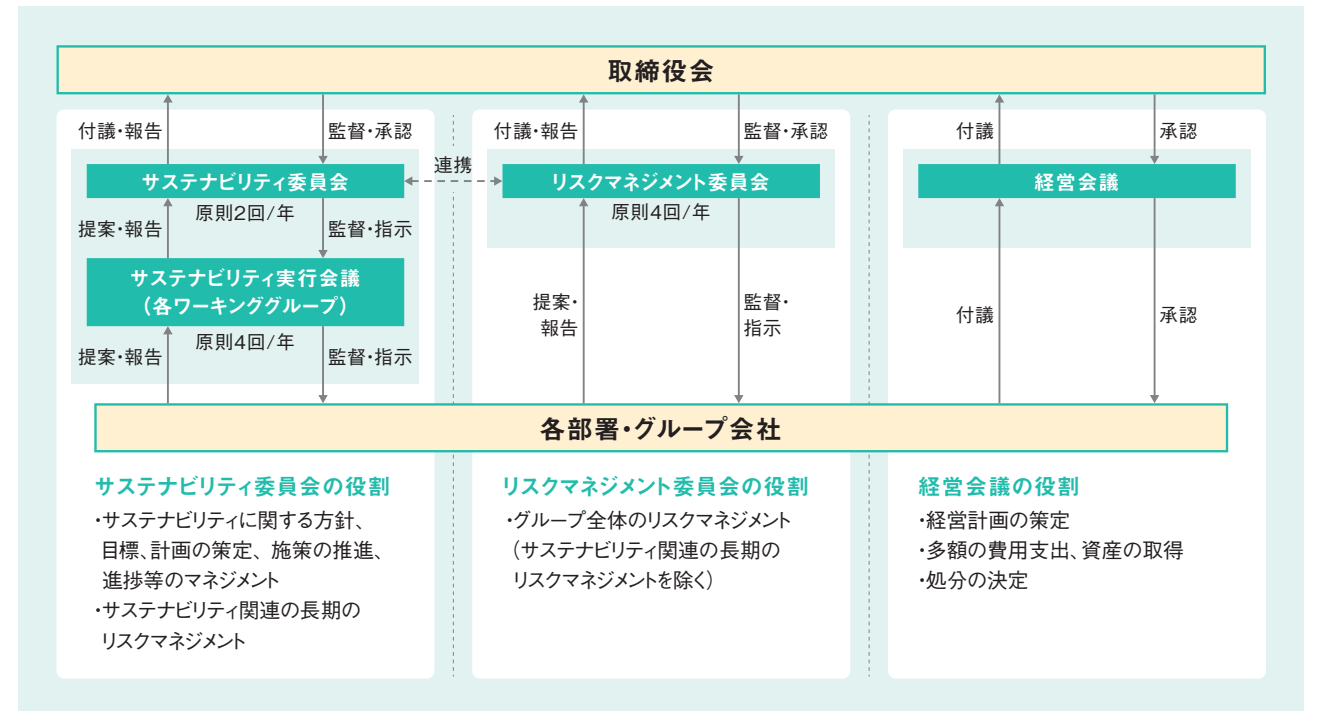 取締役会
付議・報告
監督・承認
サステナビリティ委員会
原則2回/年
提案・報告
監督・指示
サステナビリティ実行会議
（各ワーキンググループ）
原則4回/年
提案・報告
監督・指示
連携
付議・報告
監督・承認
リスクマネジメント委員会
原則4回/年
提案・
報告
監督・
指示
付議
承認
経営会議
付議
承認
各部署・グループ会社
サステナビリティ委員会の役割
・サステナビリティに関する方針、
目標、計画の策定、施策の推進、
進捗等のマネジメント
・サステナビリティ関連の長期の
リスクマネジメント
リスクマネジメント委員会の役割
・グループ全体のリスクマネジメント
（サステナビリティ関連の長期の
リスクマネジメントを除く）
経営会議の役割
・経営計画の策定
・多額の費用支出、資産の取得
・処分の決定